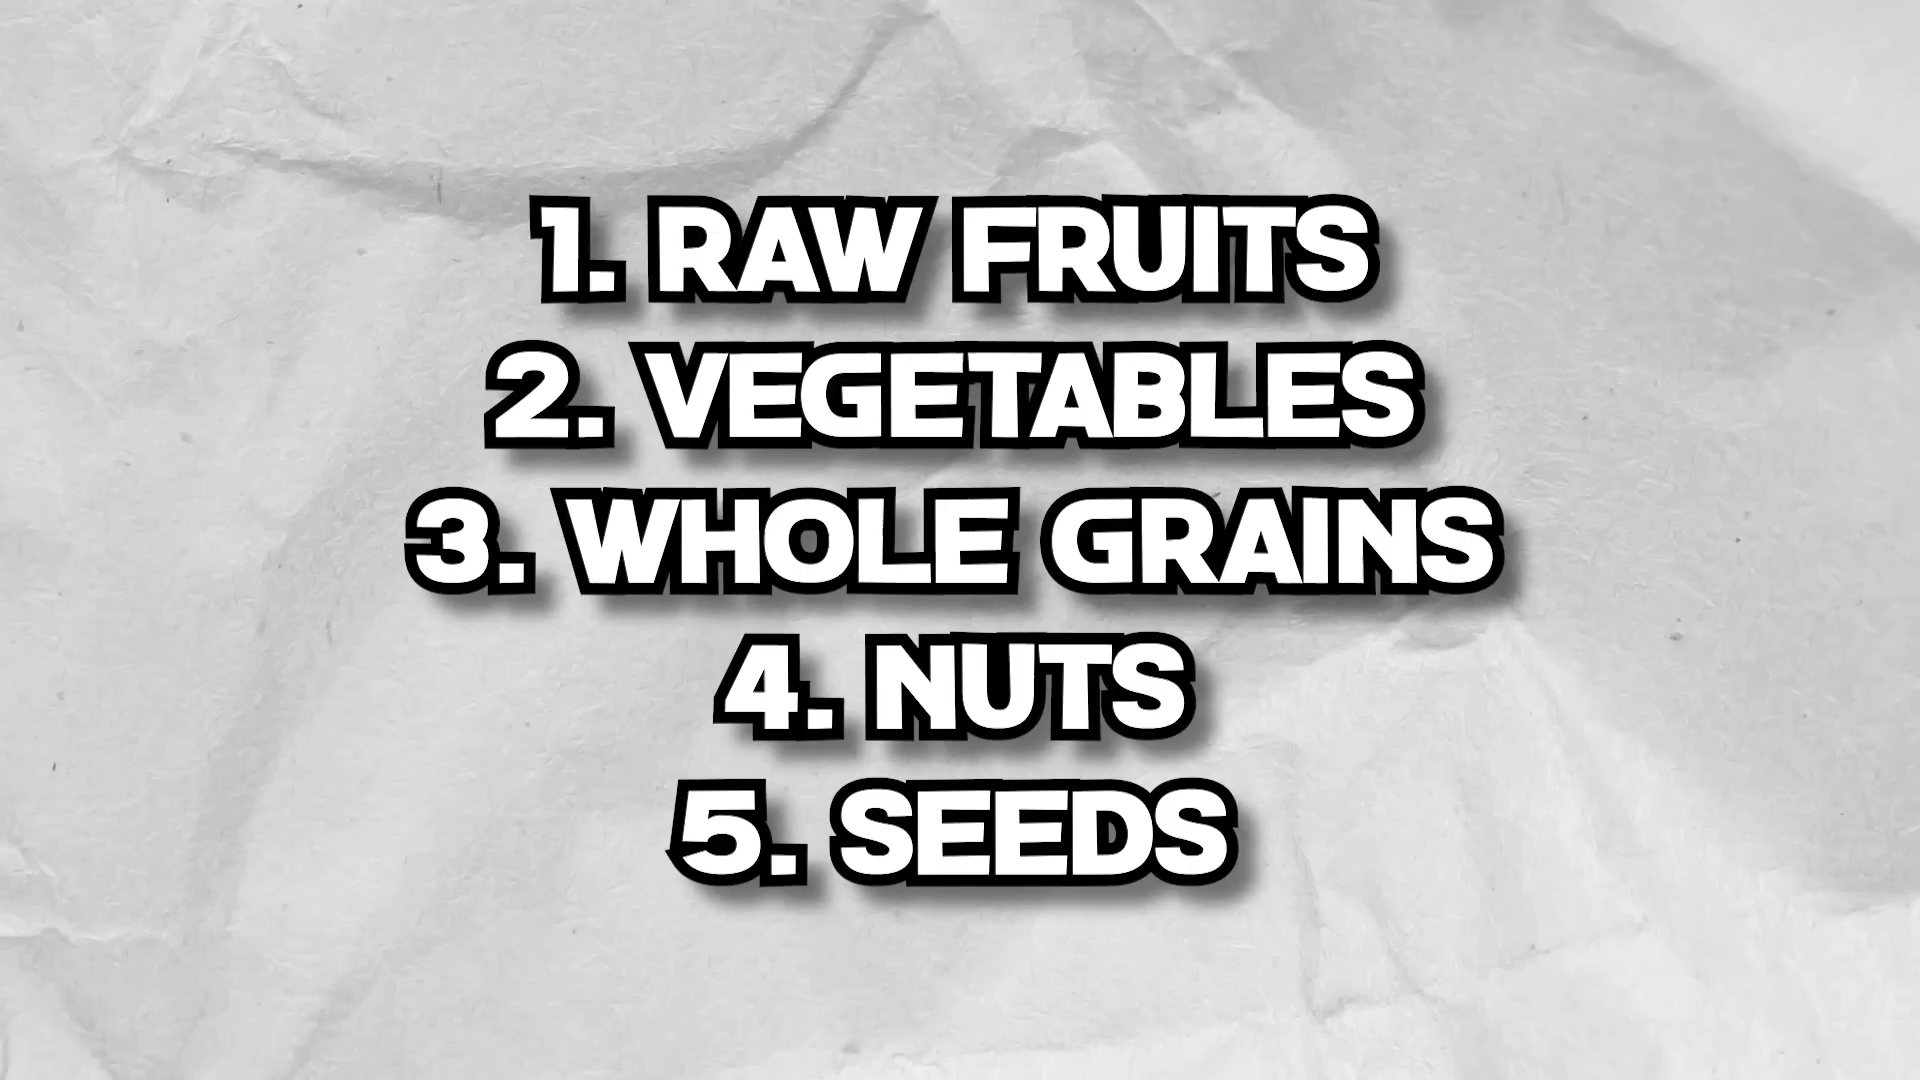 1. RAW FRUITS
2. VEGETABLES
3. WHOLE GRAINS
4. NUTS
5. SEEDS